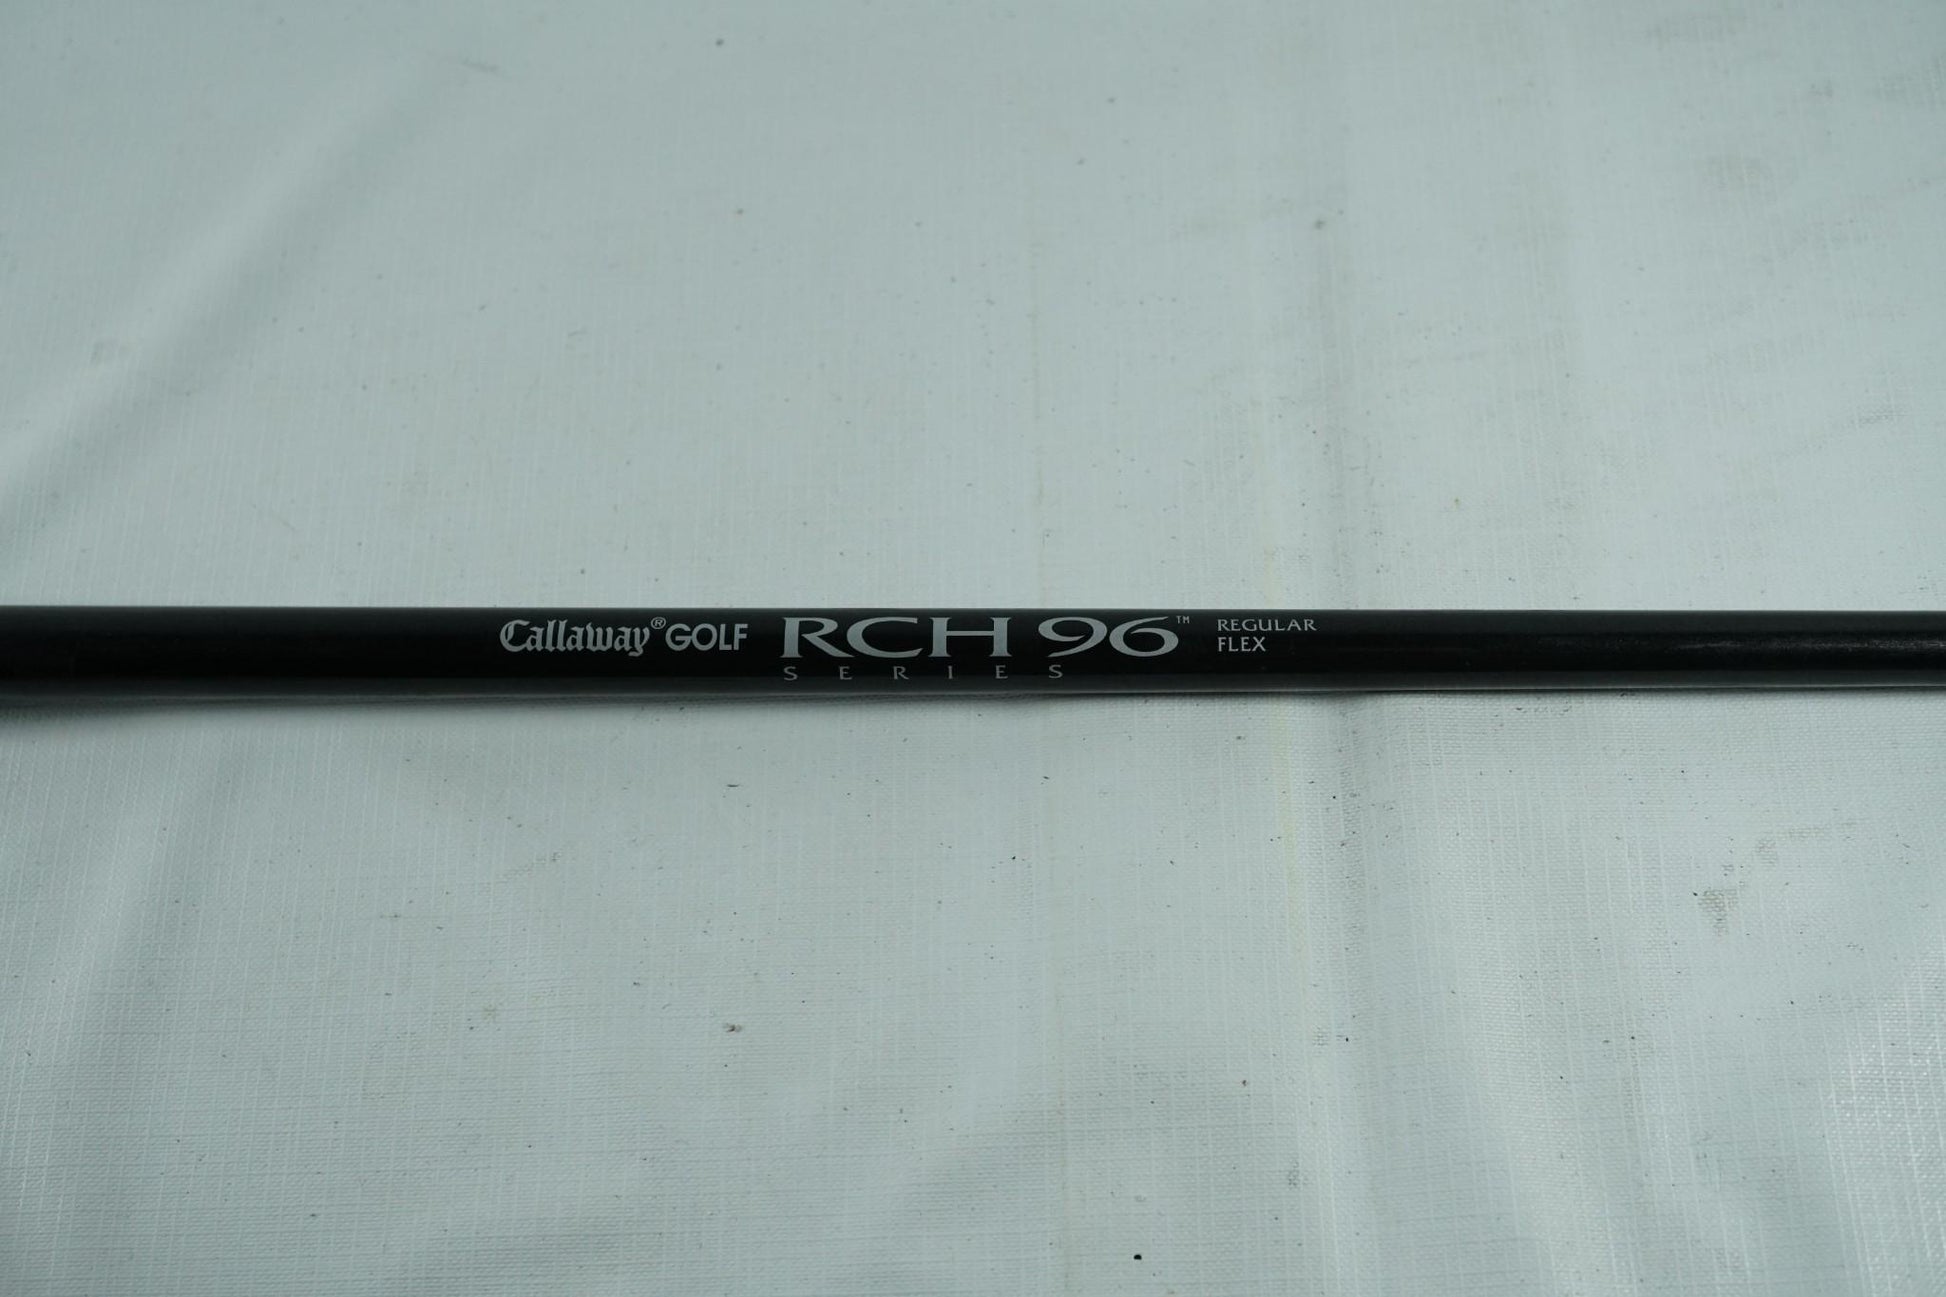 Callaway® GOLF RCH 96™ REGULAR
FLEX
SERIES